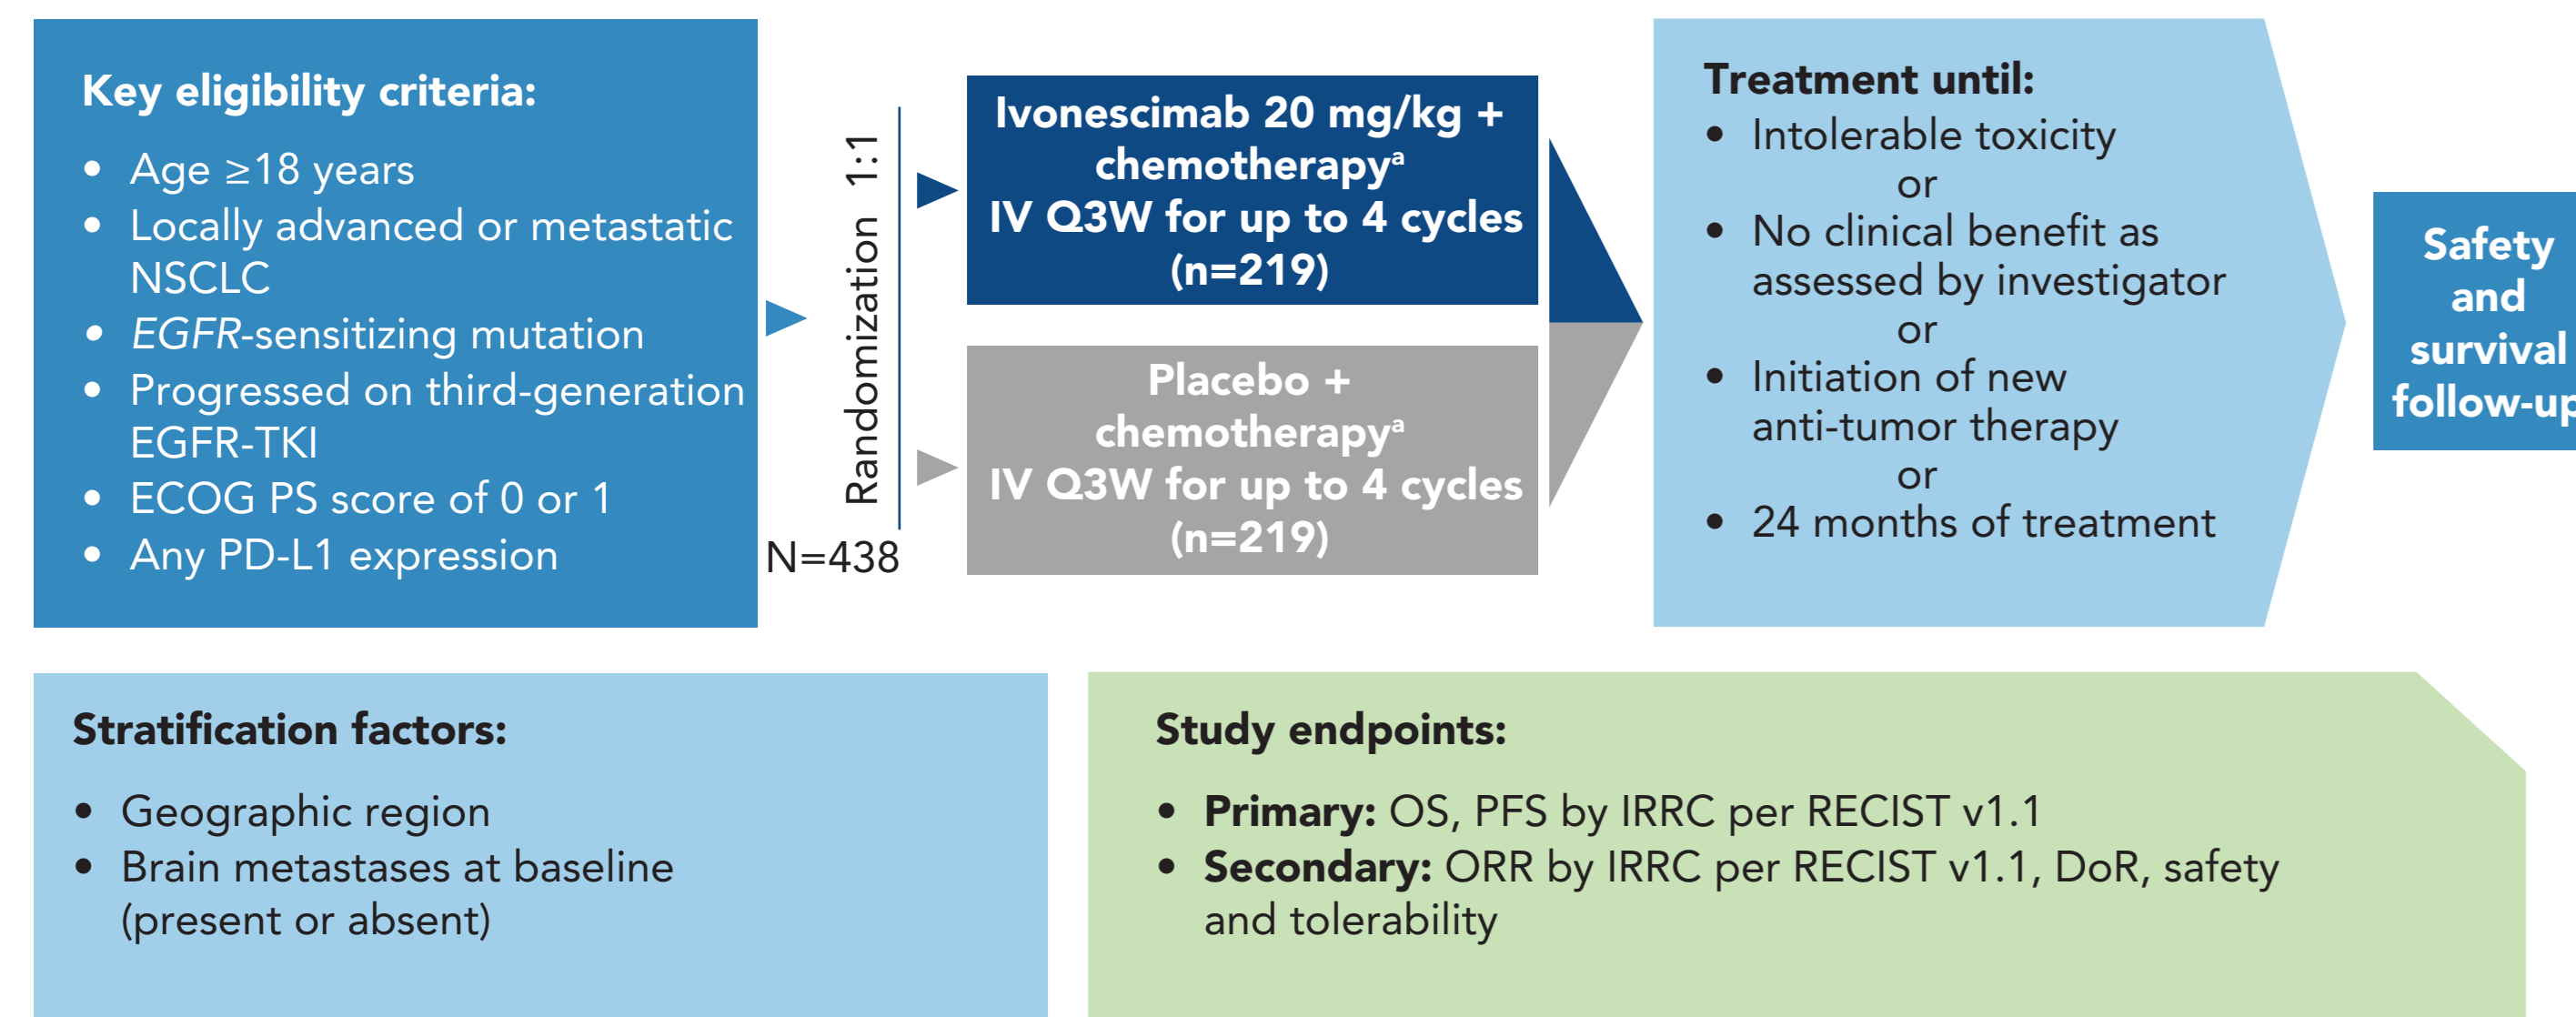 Key eligibility criteria:
• Age ≥18 years
• Locally advanced or metastatic
NSCLC
• EGFR-sensitizing mutation
• Progressed on third-generation
EGFR-TKI
• ECOG PS score of 0 or 1
• Any PD-L1 expression
Randomization 1:1
N=438
Ivonescimab 20 mg/kg +
chemotherapyᵃ
IV Q3W for up to 4 cycles
(n=219)
Placebo +
chemotherapyᵃ
IV Q3W for up to 4 cycles
(n=219)
Treatment until:
• Intolerable toxicity
or
• No clinical benefit as
assessed by investigator
or
• Initiation of new
anti-tumor therapy
or
• 24 months of treatment
Safety
and
survival
follow-up
Stratification factors:
• Geographic region
• Brain metastases at baseline
(present or absent)
Study endpoints:
• Primary: OS, PFS by IRRC per RECIST v1.1
• Secondary: ORR by IRRC per RECIST v1.1, DoR, safety
and tolerability